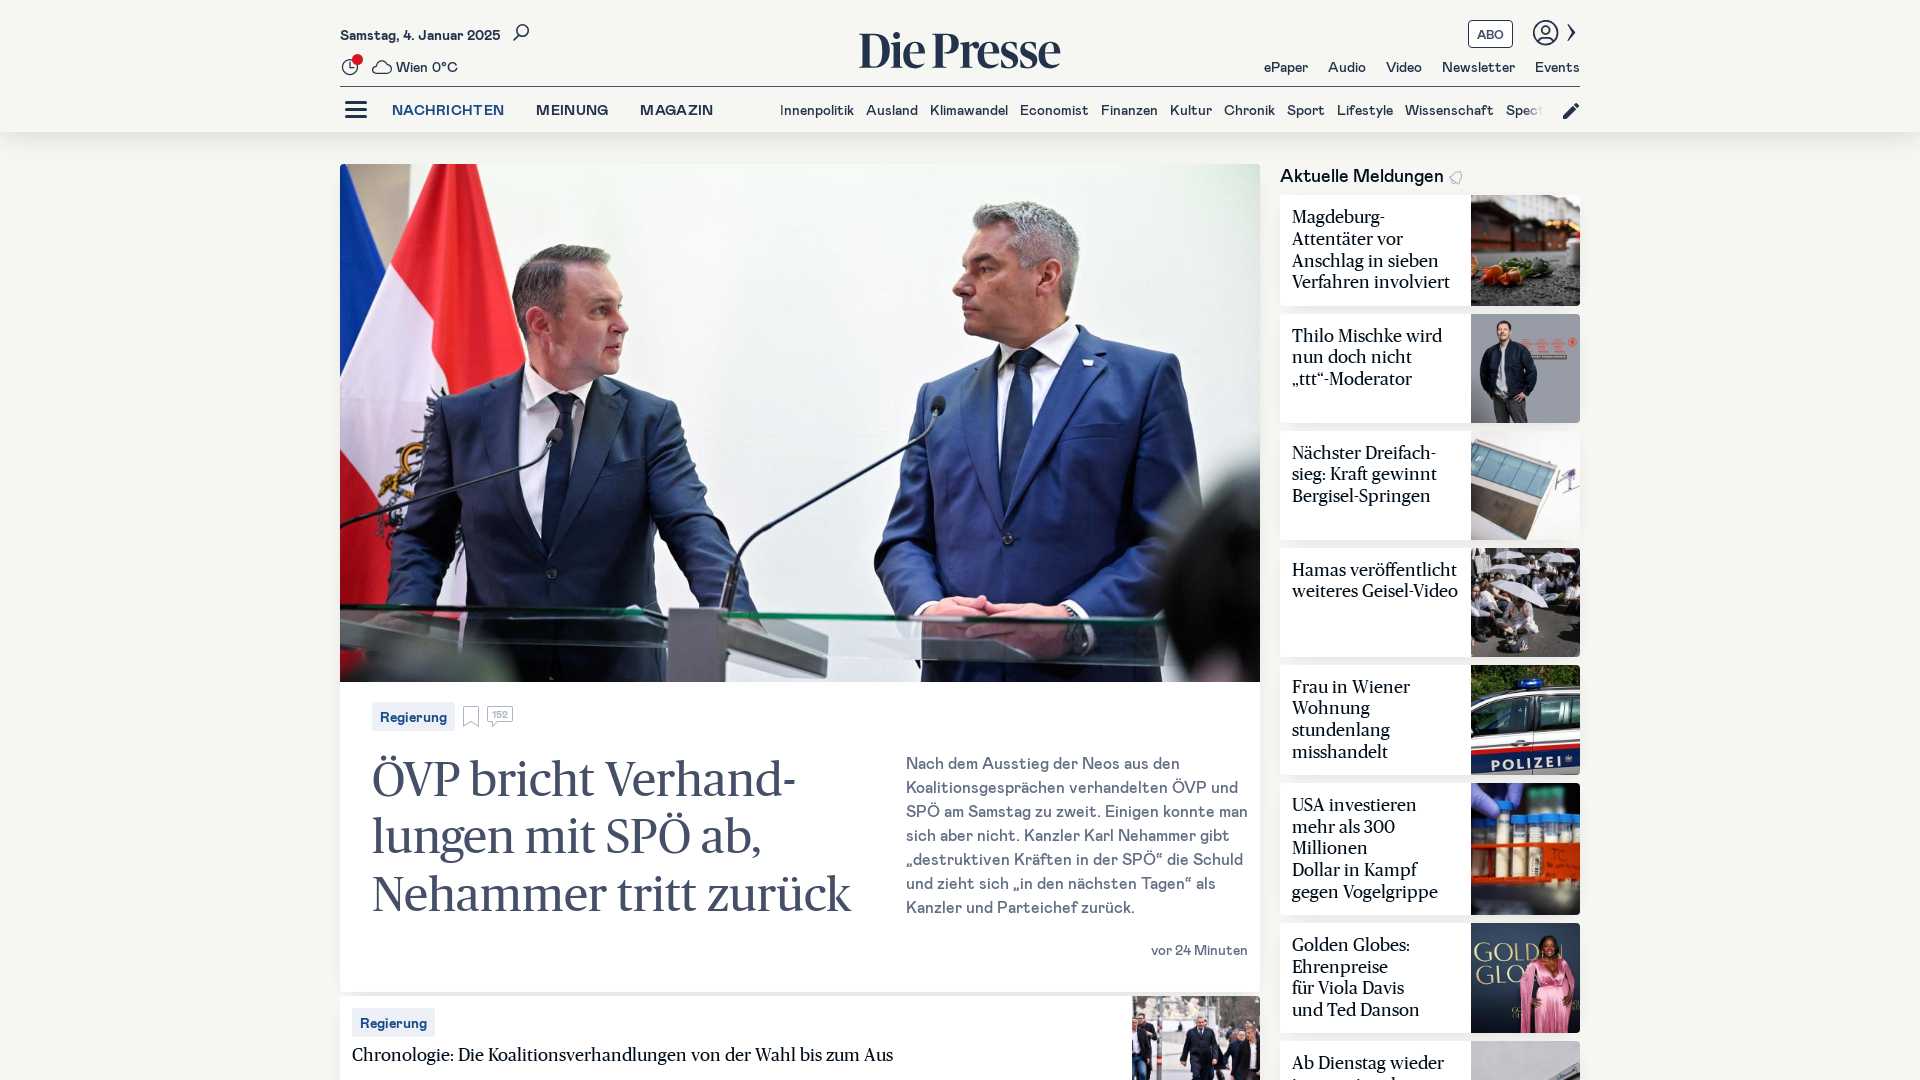 Samstag, 4. Januar 2025
Wien 0°C
Die Presse
ABO
ePaper Audio Video Newsletter Events
NACHRICHTEN MEINUNG MAGAZIN
Innenpolitik Ausland Klimawandel Economist Finanzen Kultur Chronik Sport Lifestyle Wissenschaft Spect
Regierung
152
ÖVP bricht Verhand-
lungen mit SPÖ ab,
Nehammer tritt zurück
Nach dem Ausstieg der Neos aus den
Koalitionsgesprächen verhandelten ÖVP und
SPÖ am Samstag zu zweit. Einigen konnte man
sich aber nicht. Kanzler Karl Nehammer gibt
„destruktiven Kräften in der SPÖ“ die Schuld
und zieht sich „in den nächsten Tagen“ als
Kanzler und Parteichef zurück.
vor 24 Minuten
Regierung
Chronologie: Die Koalitionsverhandlungen von der Wahl bis zum Aus
Aktuelle Meldungen
Magdeburg-
Attentäter vor
Anschlag in sieben
Verfahren involviert
Thilo Mischke wird
nun doch nicht
„ttt“-Moderator
Nächster Dreifach-
sieg: Kraft gewinnt
Bergisel-Springen
Hamas veröffentlicht
weiteres Geisel-Video
Frau in Wiener
Wohnung
stundenlang
misshandelt
POLIZEI
USA investieren
mehr als 300
Millionen
Dollar in Kampf
gegen Vogelgrippe
Golden Globes:
Ehrenpreise
für Viola Davis
und Ted Danson
GOLDEN
GLO
Ab Dienstag wieder